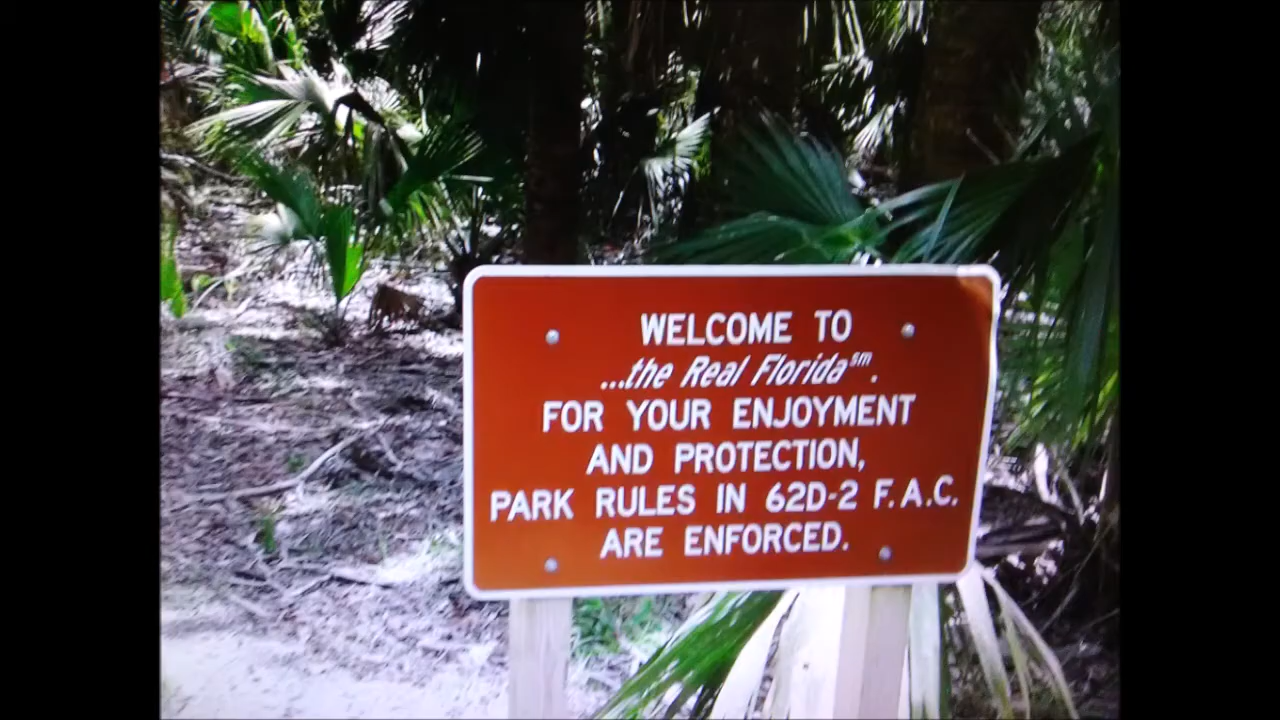 WELCOME TO
...the Real Florida℠.
FOR YOUR ENJOYMENT
AND PROTECTION,
PARK RULES IN 62D-2 F.A.C.
ARE ENFORCED.